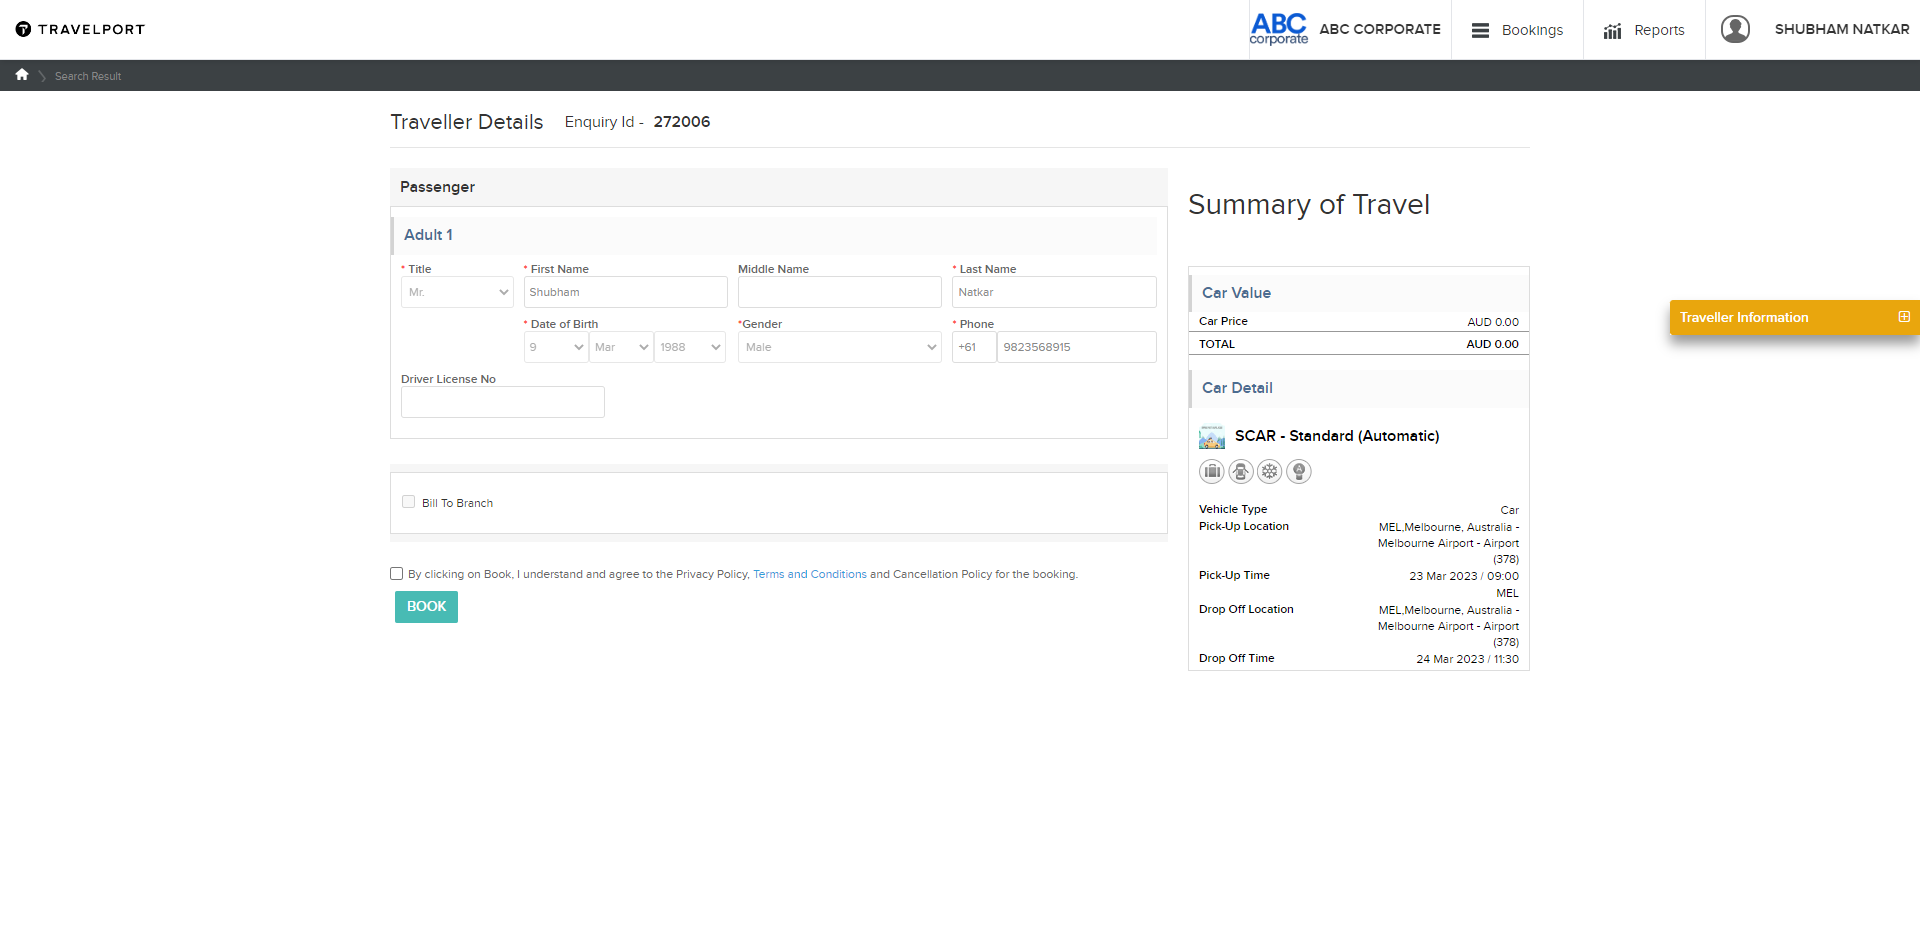 TRAVELPORT
ABC
corporate
ABC CORPORATE
Bookings
Reports
SHUBHAM NATKAR
Search Result
Traveller Details Enquiry Id - 272006
Passenger
Adult 1
* Title
* First Name
Middle Name
* Last Name
Mr.
Shubham
Natkar
* Date of Birth
*Gender
* Phone
9
Mar
1988
Male
+61
9823568915
Driver License No
Bill To Branch
By clicking on Book, I understand and agree to the Privacy Policy, Terms and Conditions and Cancellation Policy for the booking.
BOOK
Summary of Travel
Car Value
Car Price AUD 0.00
TOTAL AUD 0.00
Car Detail
SCAR - Standard (Automatic)
Vehicle Type Car
Pick-Up Location MEL,Melbourne, Australia -
Melbourne Airport - Airport
(378)
Pick-Up Time 23 Mar 2023 / 09:00
MEL
Drop Off Location MEL,Melbourne, Australia -
Melbourne Airport - Airport
(378)
Drop Off Time 24 Mar 2023 / 11:30
Traveller Information